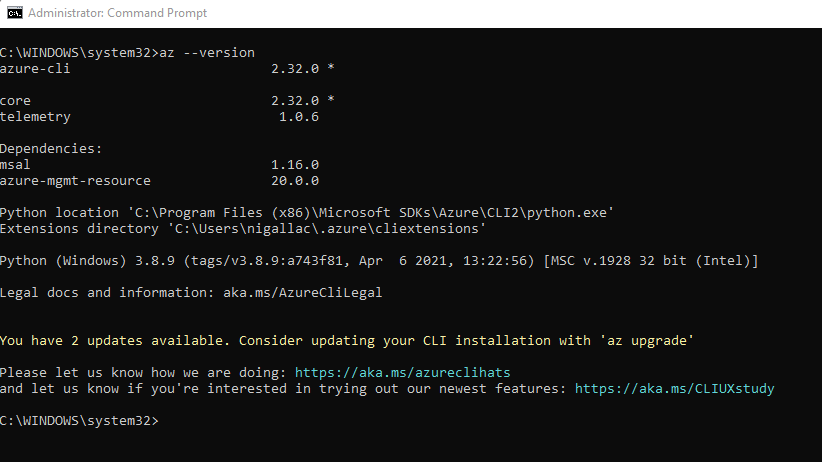 Administrator: Command Prompt
C:\WINDOWS\system32>az --version
azure-cli                         2.32.0 *
core                              2.32.0 *
telemetry                          1.0.6
Dependencies:
msal                              1.16.0
azure-mgmt-resource               20.0.0
Python location 'C:\Program Files (x86)\Microsoft SDKs\Azure\CLI2\python.exe'
Extensions directory 'C:\Users\nigallac\.azure\cliextensions'
Python (Windows) 3.8.9 (tags/v3.8.9:a743f81, Apr  6 2021, 13:22:56) [MSC v.1928 32 bit (Intel)]
Legal docs and information: aka.ms/AzureCliLegal
You have 2 updates available. Consider updating your CLI installation with 'az upgrade'
Please let us know how we are doing: https://aka.ms/azureclihats
and let us know if you're interested in trying out our newest features: https://aka.ms/CLIUXstudy
C:\WINDOWS\system32>